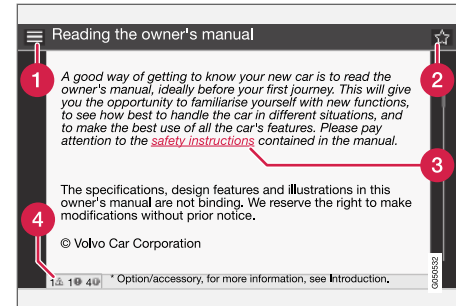 Reading the owner's manual
1
2
A good way of getting to know your new car is to read the
owner's manual, ideally before your first journey. This will give
you the opportunity to familiarise yourself with new functions,
to see how best to handle the car in different situations, and
to make the best use of all the car's features. Please pay
attention to the safety instructions contained in the manual.
3
The specifications, design features and illustrations in this
owner's manual are not binding. We reserve the right to make
modifications without prior notice.
4
© Volvo Car Corporation
1 1 4 * Option/accessory, for more information, see Introduction.
G050532